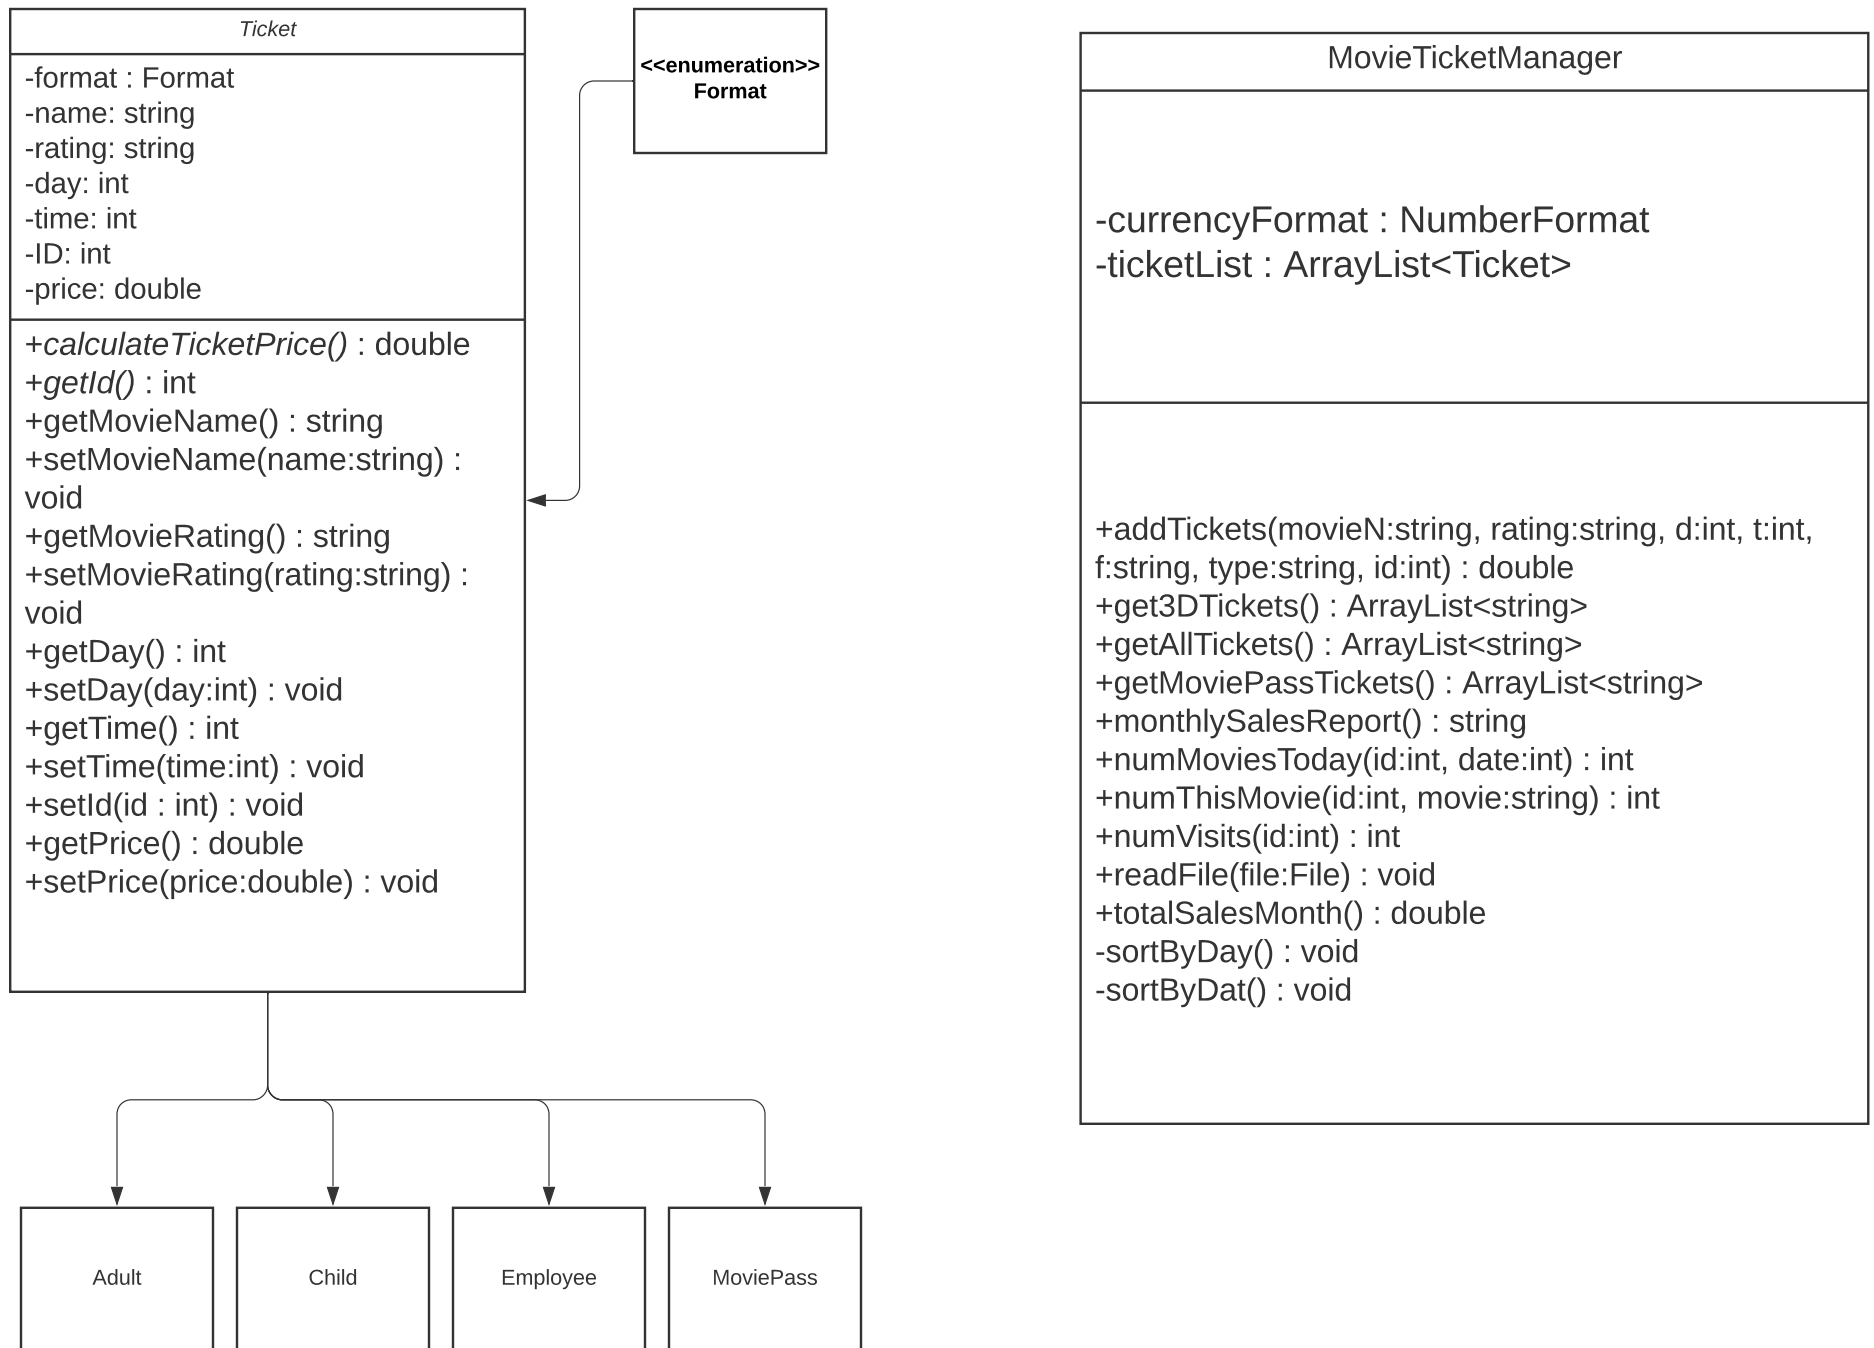 Ticket
-format : Format
-name: string
-rating: string
-day: int
-time: int
-ID: int
-price: double
+calculateTicketPrice() : double
+getId() : int
+getMovieName() : string
+setMovieName(name:string) :
void
+getMovieRating() : string
+setMovieRating(rating:string) :
void
+getDay() : int
+setDay(day:int) : void
+getTime() : int
+setTime(time:int) : void
+setId(id : int) : void
+getPrice() : double
+setPrice(price:double) : void
<<enumeration>>
Format
MovieTicketManager
-currencyFormat : NumberFormat
-ticketList : ArrayList<Ticket>
+addTickets(movieN:string, rating:string, d:int, t:int,
f:string, type:string, id:int) : double
+get3DTickets() : ArrayList<string>
+getAllTickets() : ArrayList<string>
+getMoviePassTickets() : ArrayList<string>
+monthlySalesReport() : string
+numMoviesToday(id:int, date:int) : int
+numThisMovie(id:int, movie:string) : int
+numVisits(id:int) : int
+readFile(file:File) : void
+totalSalesMonth() : double
-sortByDay() : void
-sortByDat() : void
Adult
Child
Employee
MoviePass